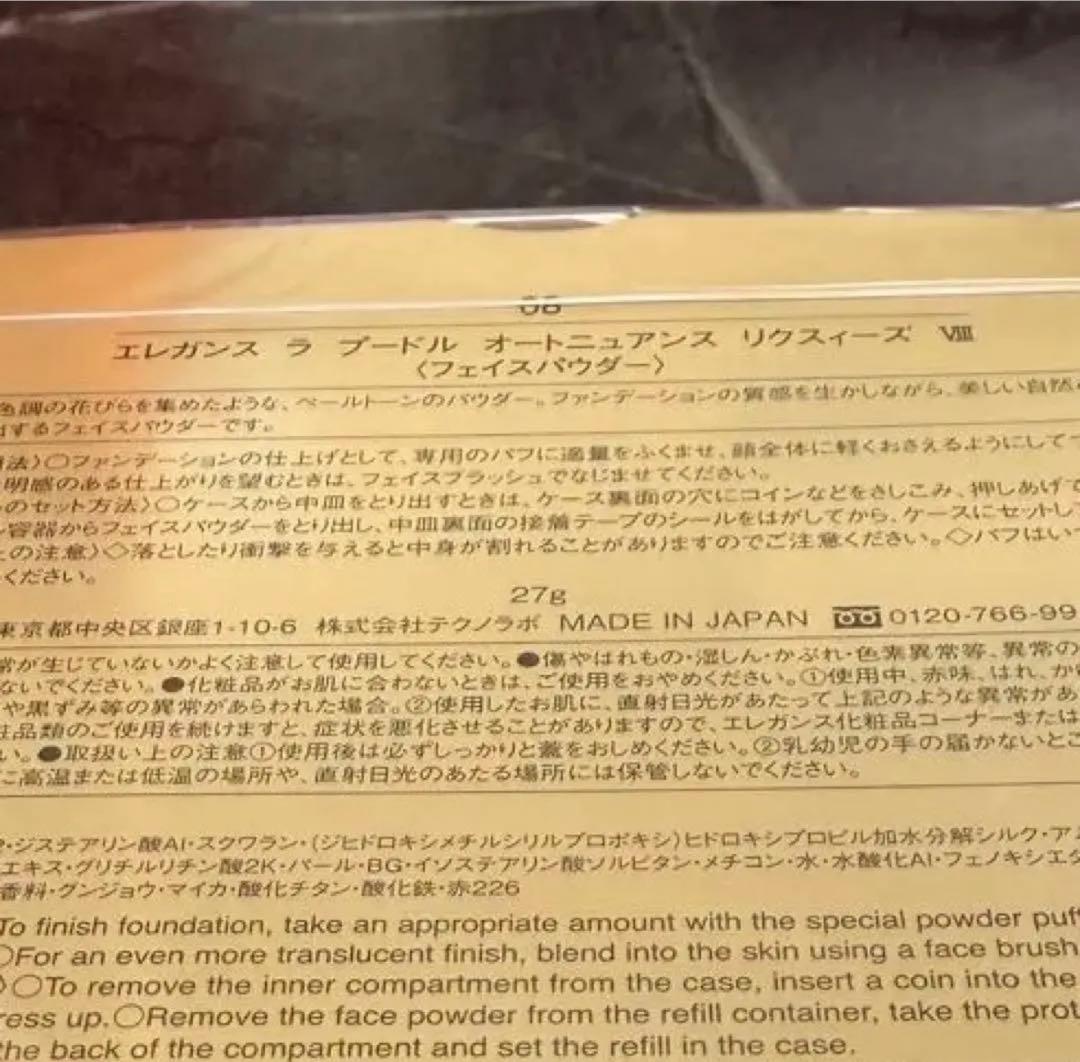 08
エレガンス ラ プードル オートニュアンス リクスィーズ Ⅷ
〈フェイスパウダー〉
色調の花びらを集めたような、ペールトーンのパウダー。ファンデーションの質感を生かしながら、美しい自然
するフェイスパウダーです。
法〉○ファンデーションの仕上げとして、専用のパフに適量をふくませ、顔全体に軽くおさえるようにして
明感のある仕上がりを望むときは、フェイスブラッシュでなじませてください。
のセット方法〉○ケースから中皿をとり出すときは、ケース裏面の穴にコインなどをさしこみ、押しあげて
容器からフェイスパウダーをとり出し、中皿裏面の接着テープのシールをはがしてから、ケースにセットし
上の注意〉◇落としたり衝撃を与えると中身が割れることがありますのでご注意ください。◇パフはい
ください。
27g
東京都中央区銀座1-10-6 株式会社テクノラボ MADE IN JAPAN 0120-766-99
常が生じていないかよく注意して使用してください。●傷やはれもの・湿しん・かぶれ・色素異常等、異常の
ないでください。●化粧品がお肌に合わないときは、ご使用をおやめください。①使用中、赤味、はれ、か
や黒ずみ等の異常があらわれた場合。②使用したお肌に、直射日光があたって上記のような異常があ
粧品類のご使用を続けますと、症状を悪化させることがありますので、エレガンス化粧品コーナーまたは
い。●取扱い上の注意①使用後は必ずしっかりと蓋をおしめください。②乳幼児の手の届かないとこ
に高温または低温の場所や、直射日光のあたる場所には保管しないでください。
・ジステアリン酸Al・スクワラン・(ジヒドロキシメチルシリルプロポキシ)ヒドロキシプロピル加水分解シルク・ア
エキス・グリチルリチン酸2K・パール・BG・イソステアリン酸ソルビタン・メチコン・水・水酸化Al・フェノキシエ
香料・グンジョウ・マイカ・酸化チタン・酸化鉄・赤226
To finish foundation, take an appropriate amount with the special powder puff
○For an even more translucent finish, blend into the skin using a face brush
〉○To remove the inner compartment from the case, insert a coin into the
ress up.○Remove the face powder from the refill container, take the prot
the back of the compartment and set the refill in the case.